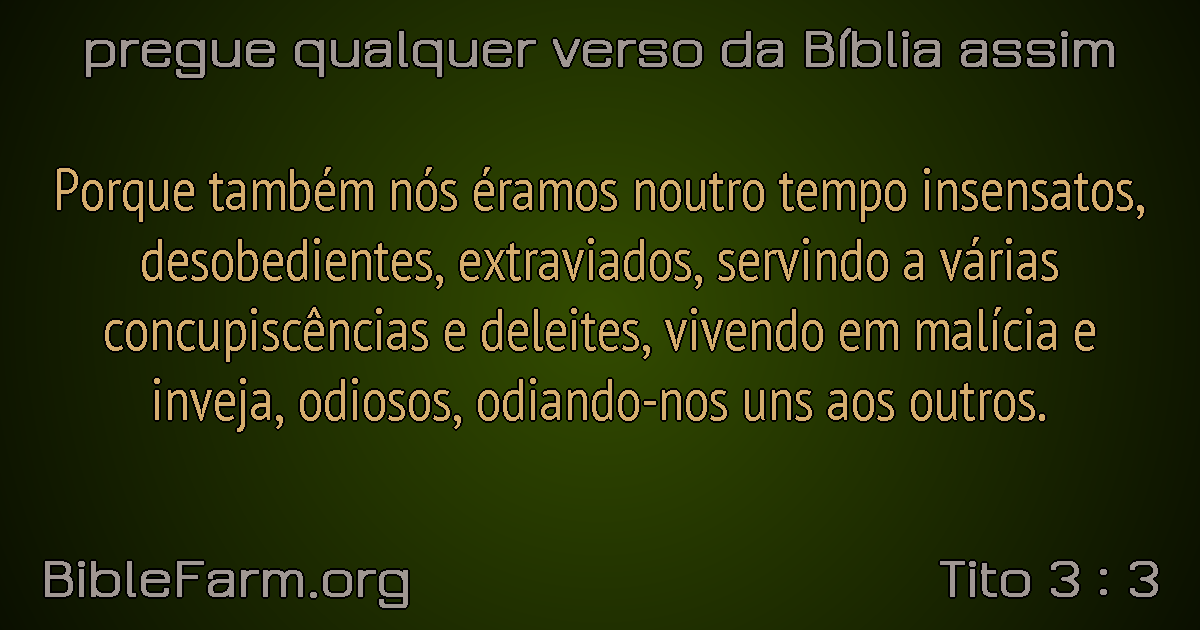 pregue qualquer verso da Bíblia assim
Porque também nós éramos noutro tempo insensatos,
desobedientes, extraviados, servindo a várias
concupiscências e deleites, vivendo em malícia e
inveja, odiosos, odiando-nos uns aos outros.
BibleFarm.org
Tito 3 : 3